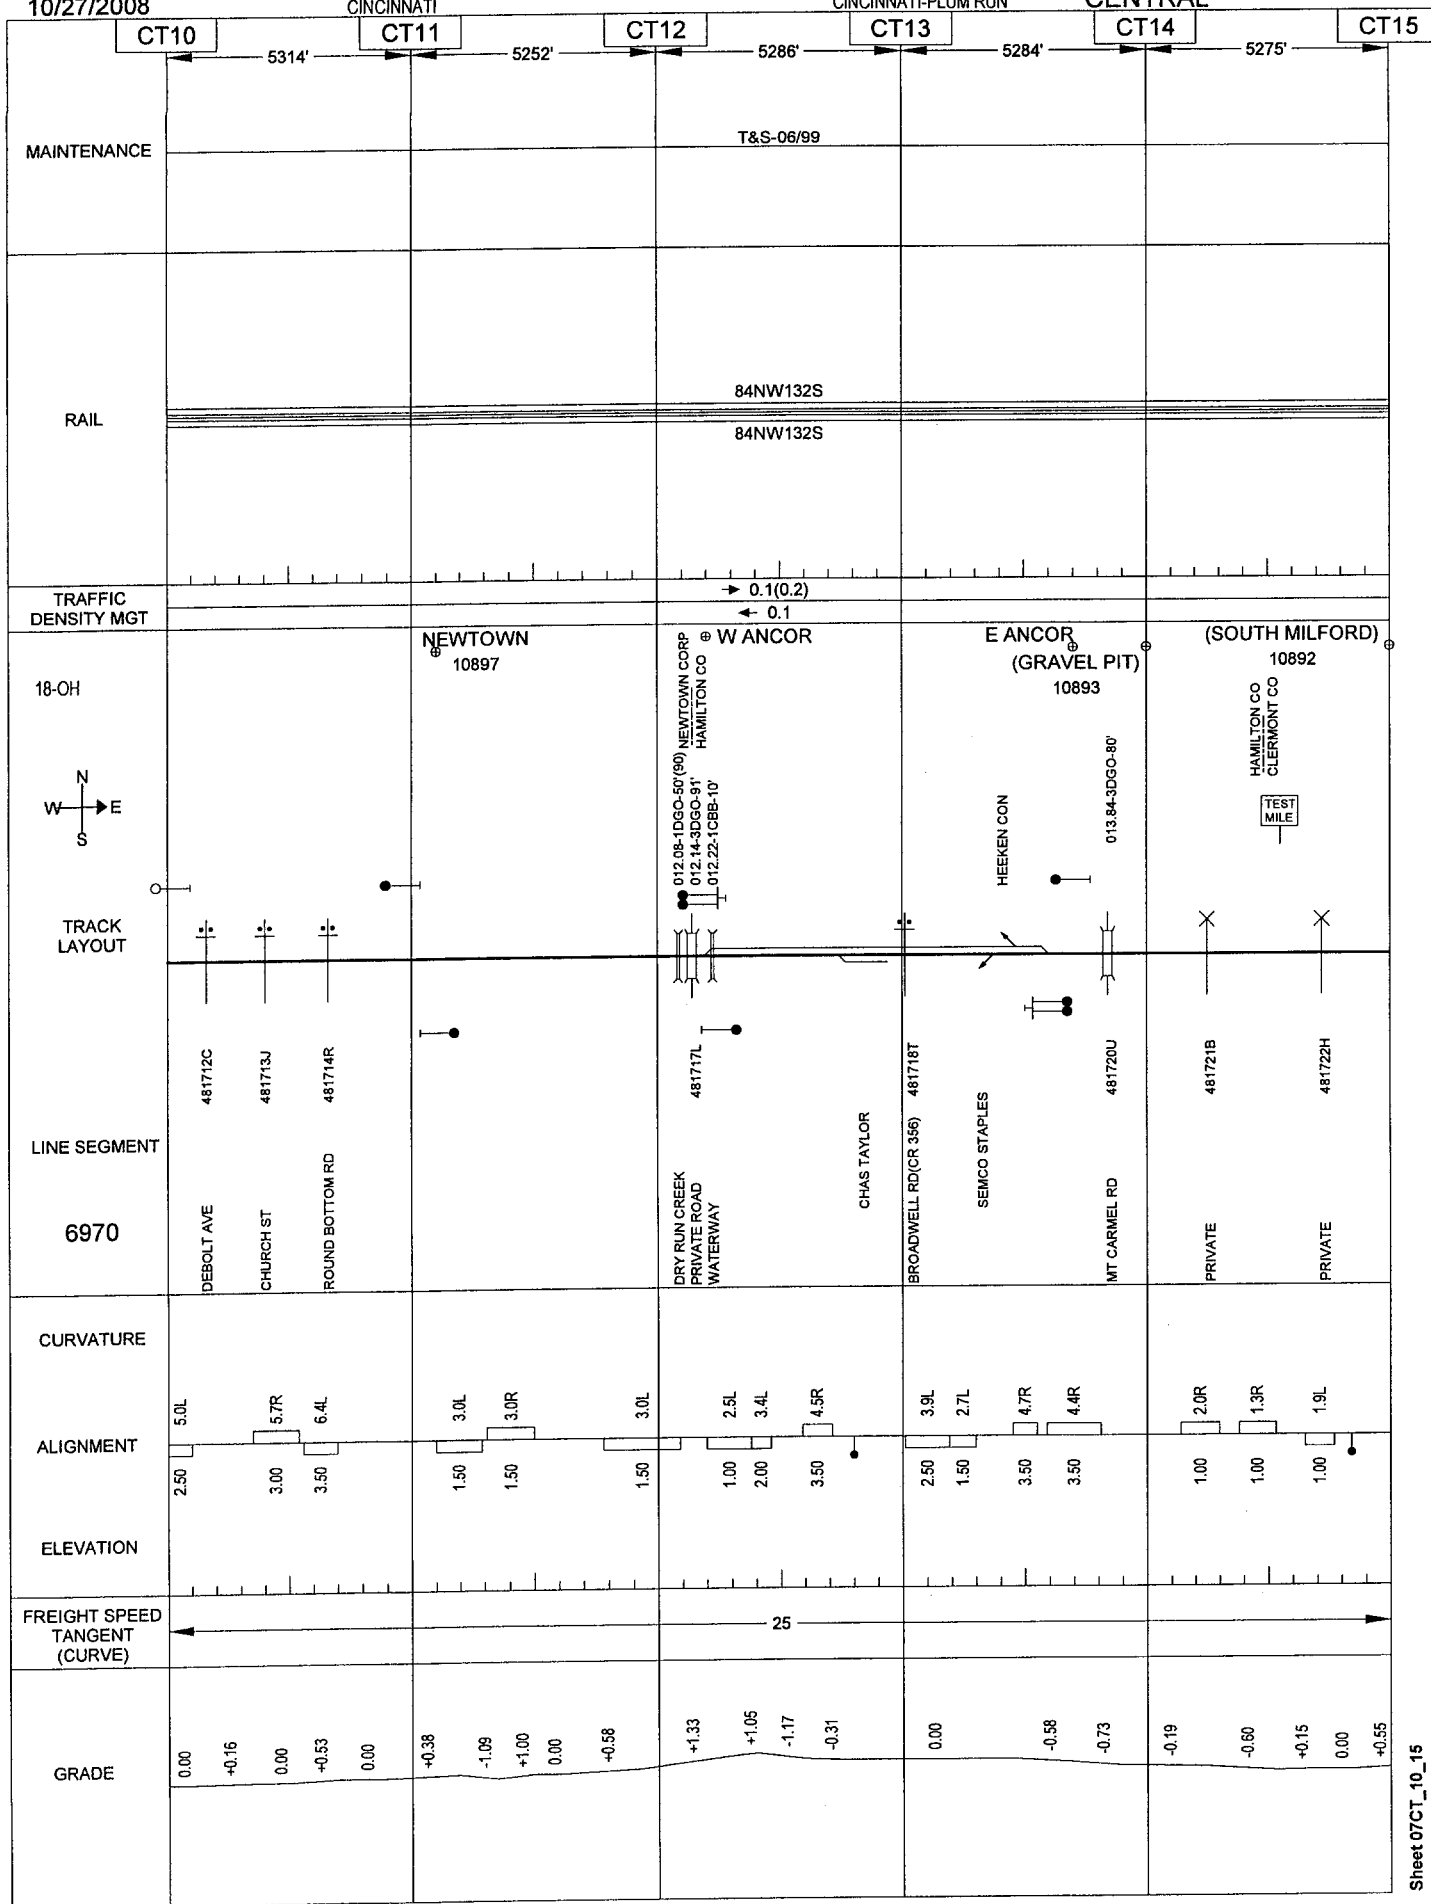 10/27/2008
CINCINNATI
CINCINNATI-PLUM RUN
CENTRAL
CT10
CT11
CT12
CT13
CT14
CT15
5314'
5252'
5286'
5284'
5275'
MAINTENANCE
T&S-06/99
RAIL
84NW132S
84NW132S
TRAFFIC
DENSITY MGT
0.1(0.2)
0.1
18-OH
NEWTOWN
10897
W ANCOR
E ANCOR
(GRAVEL PIT)
10893
(SOUTH MILFORD)
10892
N
W
E
S
012.08-1DGO-50'(90)
012.14-3DGO-91'
012.22-1CBB-10'
NEWTOWN CORP
HAMILTON CO
HEEKEN CON
013.84-3DGO-80'
HAMILTON CO
CLERMONT CO
TEST
MILE
TRACK
LAYOUT
481712C
481713J
481714R
481717L
481718T
481720U
481721B
481722H
LINE SEGMENT
6970
DEBOLT AVE
CHURCH ST
ROUND BOTTOM RD
DRY RUN CREEK
PRIVATE ROAD
WATERWAY
CHAS TAYLOR
BROADWELL RD(CR 356)
SEMCO STAPLES
MT CARMEL RD
PRIVATE
PRIVATE
CURVATURE
5.0L
5.7R
6.4L
3.0L
3.0R
3.0L
2.5L
3.4L
4.5R
3.9L
2.7L
4.7R
4.4R
2.0R
1.3R
1.9L
ALIGNMENT
2.50
3.00
3.50
1.50
1.50
1.50
1.00
2.00
3.50
2.50
1.50
3.50
3.50
1.00
1.00
1.00
ELEVATION
FREIGHT SPEED
TANGENT
(CURVE)
25
GRADE
0.00
+0.16
0.00
+0.53
0.00
+0.38
-1.09
+1.00
0.00
+0.58
+1.33
+1.05
-1.17
-0.31
0.00
-0.58
-0.73
-0.19
-0.60
+0.15
0.00
+0.55
Sheet 07CT_10_15